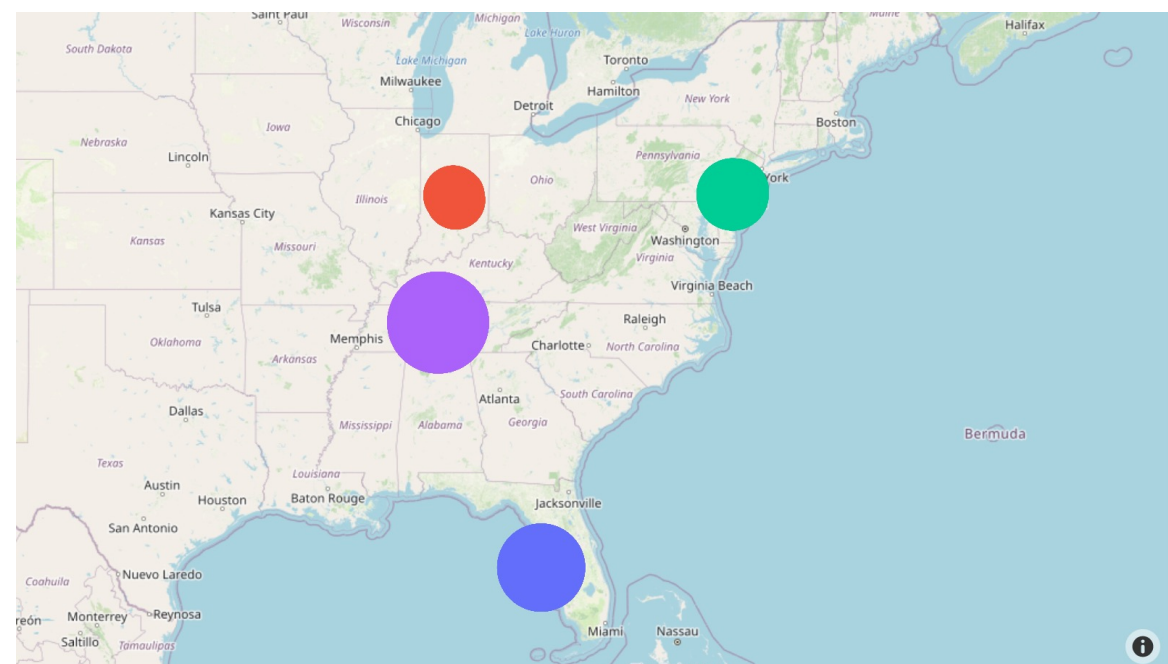 Saint Paul
Wisconsin
Michigan
Maine
Halifax
Lake Huron
South Dakota
Lake Michigan
Toronto
Milwaukee
Hamilton
New York
Detroit
Chicago
Boston
Iowa
Nebraska
Lincoln
Pennsylvania
York
Ohio
Illinois
Kansas City
West Virginia
Kansas
Washington
Missouri
Virginia
Kentucky
Virginia Beach
Tulsa
Raleigh
Memphis
Oklahoma
Charlotte
North Carolina
Arkansas
South Carolina
Atlanta
Dallas
Mississippi
Alabama
Georgia
Bermuda
Texas
Louisiana
Austin
Houston
Baton Rouge
Jacksonville
San Antonio
Nuevo Laredo
Coahuila
Reynosa
Monterrey
reón
Miami
Nassau
Saltillo
Tamaulipas
i